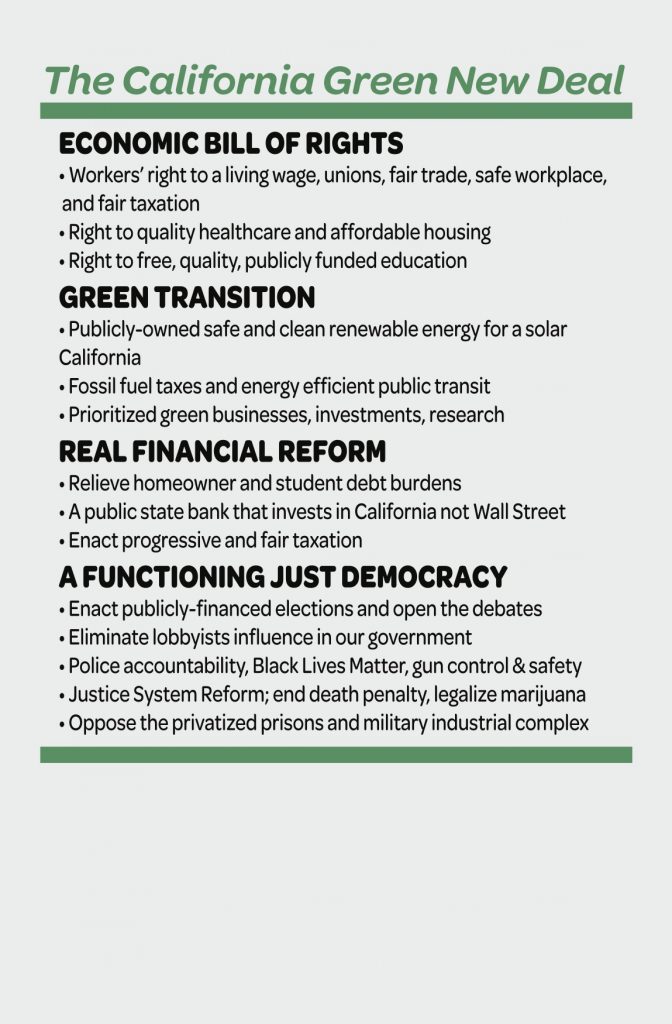 The California Green New Deal
ECONOMIC BILL OF RIGHTS
• Workers’ right to a living wage, unions, fair trade, safe workplace,
and fair taxation
• Right to quality healthcare and affordable housing
• Right to free, quality, publicly funded education
GREEN TRANSITION
• Publicly-owned safe and clean renewable energy for a solar
California
• Fossil fuel taxes and energy efficient public transit
• Prioritized green businesses, investments, research
REAL FINANCIAL REFORM
• Relieve homeowner and student debt burdens
• A public state bank that invests in California not Wall Street
• Enact progressive and fair taxation
A FUNCTIONING JUST DEMOCRACY
• Enact publicly-financed elections and open the debates
• Eliminate lobbyists influence in our government
• Police accountability, Black Lives Matter, gun control & safety
• Justice System Reform; end death penalty, legalize marijuana
• Oppose the privatized prisons and military industrial complex